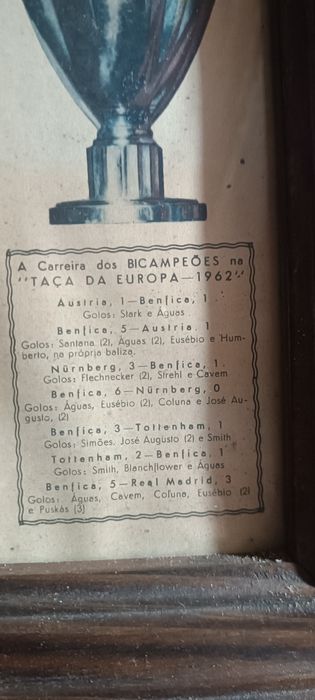 A Carreira dos BICAMPEÕES na
"TAÇA DA EUROPA—1962"
Austria, 1—Benfica, 1
Golos: Stark e Águas
Benfica, 5—Austria, 1
Golos: Santana (2), Águas (2), Eusébio e Hum-
berto, na própria baliza.
Nürnberg, 3—Benfica, 1
Golos: Flechnecker (2), Strehl e Cavem
Benfica, 6—Nürnberg, 0
Golos: Águas, Eusébio (2), Coluna e José Au-
gusto, (2)
Benfica, 3—Tottenham, 1
Golos: Simões, José Augusto (2) e Smith
Tottenham, 2—Benfica, 1
Golos: Smith, Blanchflower e Águas
Benfica, 5—Real Madrid, 3
Golos: Águas, Cavem, Coluna, Eusébio (2)
e Puskás (3)